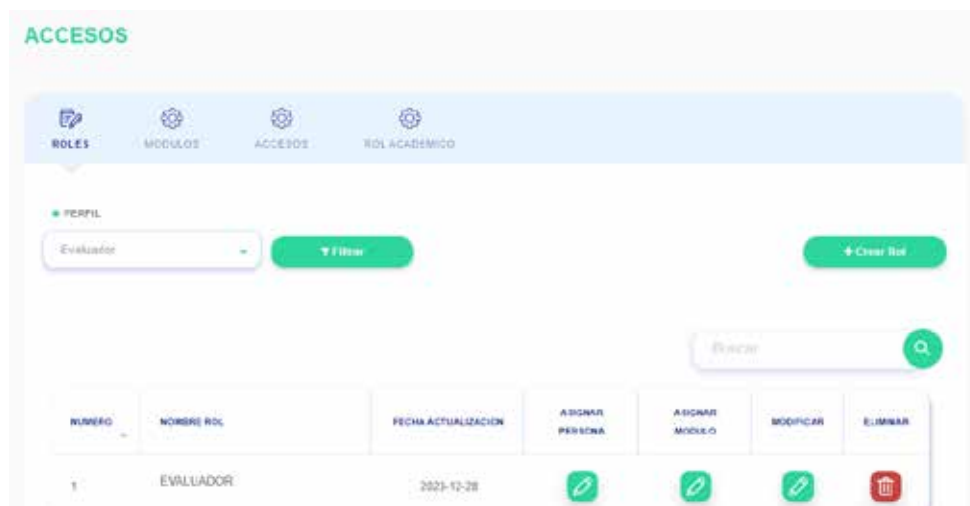 ACCESOS
ROLES MODULOS ACCESOS ROL ACADEMICO
PERFIL
Evaluador Filtrar + Crear Rol
Buscar
NUMERO NOMBRE ROL FECHA ACTUALIZACION ASIGNAR PERSONA ASIGNAR MODULO MODIFICAR ELIMINAR
1 EVALUADOR 2023-12-28